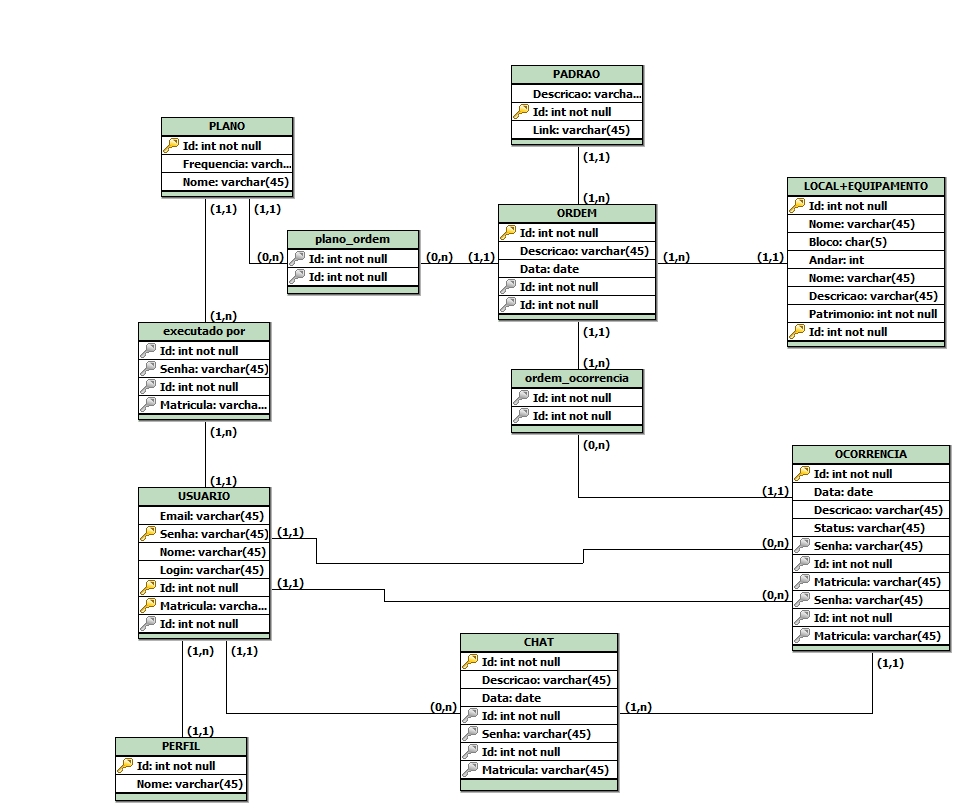 PADRAO
Descricao: varcha...
Id: int not null
Link: varchar(45)
(1,1)
(1,n)
PLANO
Id: int not null
Frequencia: varch...
Nome: varchar(45)
(1,1)
(1,1)
plano_ordem
Id: int not null
Id: int not null
(0,n)
(0,n)
(1,1)
ORDEM
Id: int not null
Descricao: varchar(45)
Data: date
Id: int not null
Id: int not null
(1,n)
(1,1)
LOCAL+EQUIPAMENTO
Id: int not null
Nome: varchar(45)
Bloco: char(5)
Andar: int
Nome: varchar(45)
Descricao: varchar(45)
Patrimonio: int not null
Id: int not null
(1,n)
executado por
Id: int not null
Senha: varchar(45)
Id: int not null
Matricula: varcha...
(1,n)
(1,1)
(1,1)
(1,n)
ordem_ocorrencia
Id: int not null
Id: int not null
(0,n)
(1,1)
OCORRENCIA
Id: int not null
Data: date
Descricao: varchar(45)
Status: varchar(45)
Senha: varchar(45)
Id: int not null
Matricula: varchar(45)
Senha: varchar(45)
Id: int not null
Matricula: varchar(45)
(0,n)
(0,n)
(1,1)
USUARIO
Email: varchar(45)
Senha: varchar(45)
Nome: varchar(45)
Login: varchar(45)
Id: int not null
Matricula: varcha...
Id: int not null
(1,1)
(1,1)
(1,n)
(1,1)
CHAT
Id: int not null
Descricao: varchar(45)
Data: date
Id: int not null
Senha: varchar(45)
Id: int not null
Matricula: varchar(45)
(0,n)
(1,n)
(1,1)
PERFIL
Id: int not null
Nome: varchar(45)